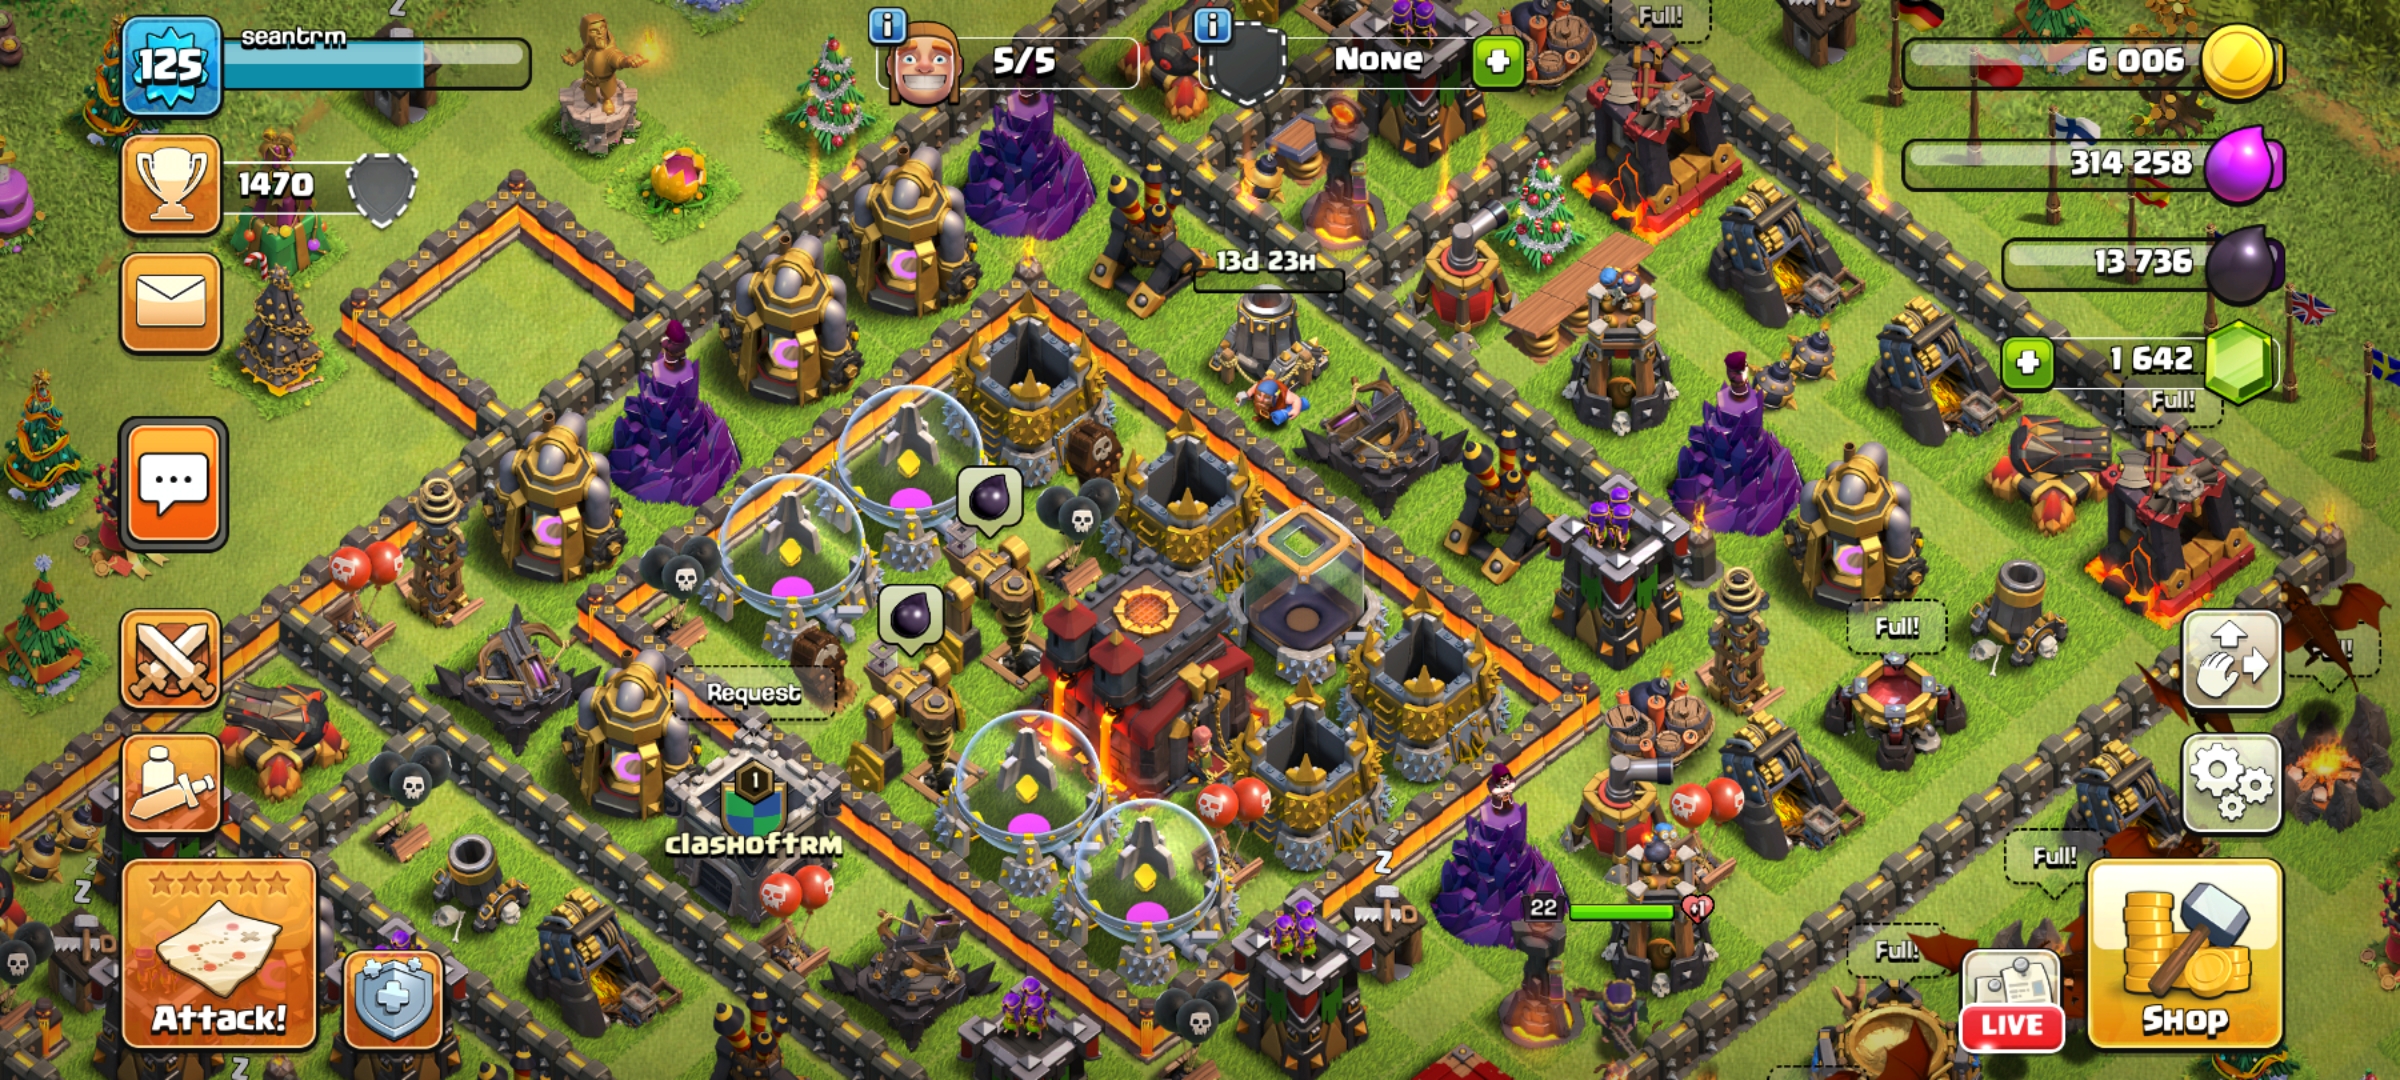 125
seantrm
5/5
None
Full!
6 006
1470
314 258
13d 23h
13 736
1 642
Full!
Full!
Request
1
clashoftrm
Full!
22
+1
Full!
Attack!
LIVE
Shop
Z
Z
Z
Z